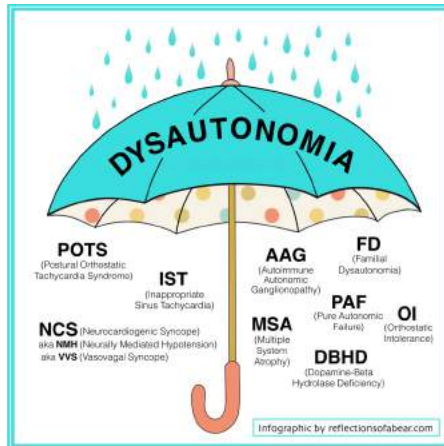 DYSAUTONOMIA
POTS
(Postural Orthostatic
Tachycardia Syndrome)
IST
(Inappropriate
Sinus Tachycardia)
NCS (Neurocardiogenic Syncope)
aka NMH (Neurally Mediated Hypotension)
aka VVS (Vasovagal Syncope)
AAG
(Autoimmune
Autonomic
Ganglionopathy)
FD
(Familial
Dysautonomia)
MSA
(Multiple
System
Atrophy)
PAF
(Pure Autonomic
Failure)
OI
(Orthostatic
Intolerance)
DBHD
(Dopamine-Beta
Hydrolase Deficiency)
Infographic by reflectionsofabear.com